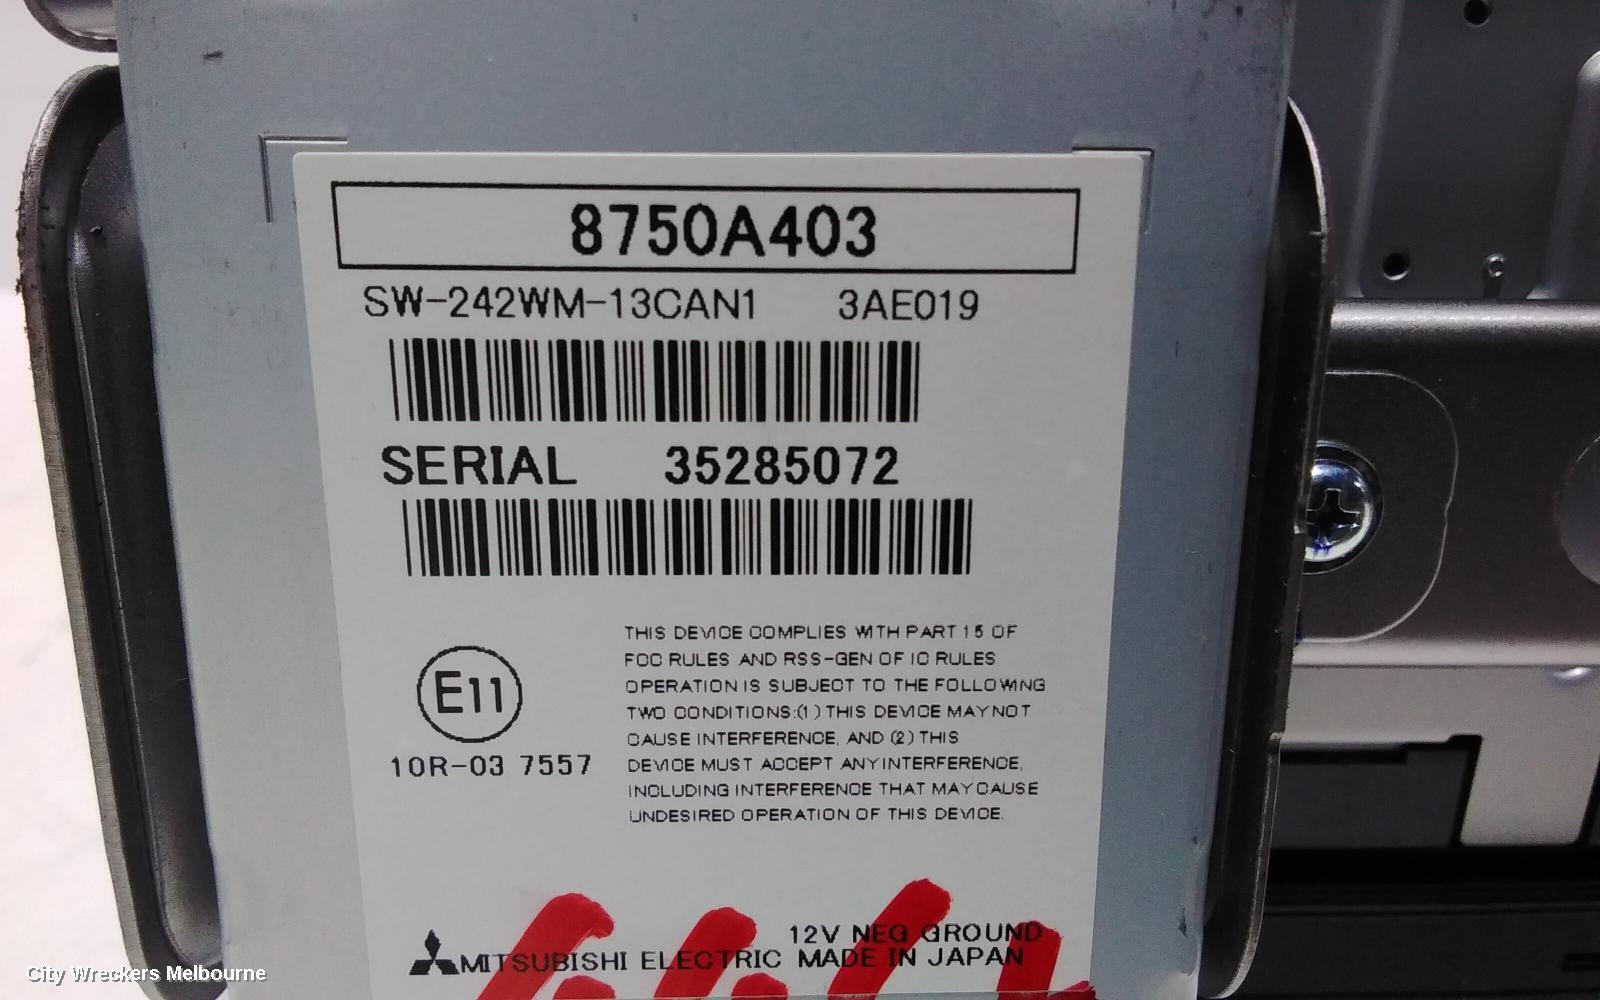 8750A403
SW-242WM-13CAN1 3AE019
SERIAL 35285072
E11
10R-03 7557
THIS DEVICE COMPLIES WITH PART 15 OF
FCC RULES AND RSS-GEN OF IC RULES
OPERATION IS SUBJECT TO THE FOLLOWING
TWO CONDITIONS:(1) THIS DEVICE MAY NOT
CAUSE INTERFERENCE, AND (2) THIS
DEVICE MUST ACCEPT ANY INTERFERENCE,
INCLUDING INTERFERENCE THAT MAY CAUSE
UNDESIRED OPERATION OF THIS DEVICE.
12V NEG GROUND
MITSUBISHI ELECTRIC MADE IN JAPAN
City Wreckers Melbourne